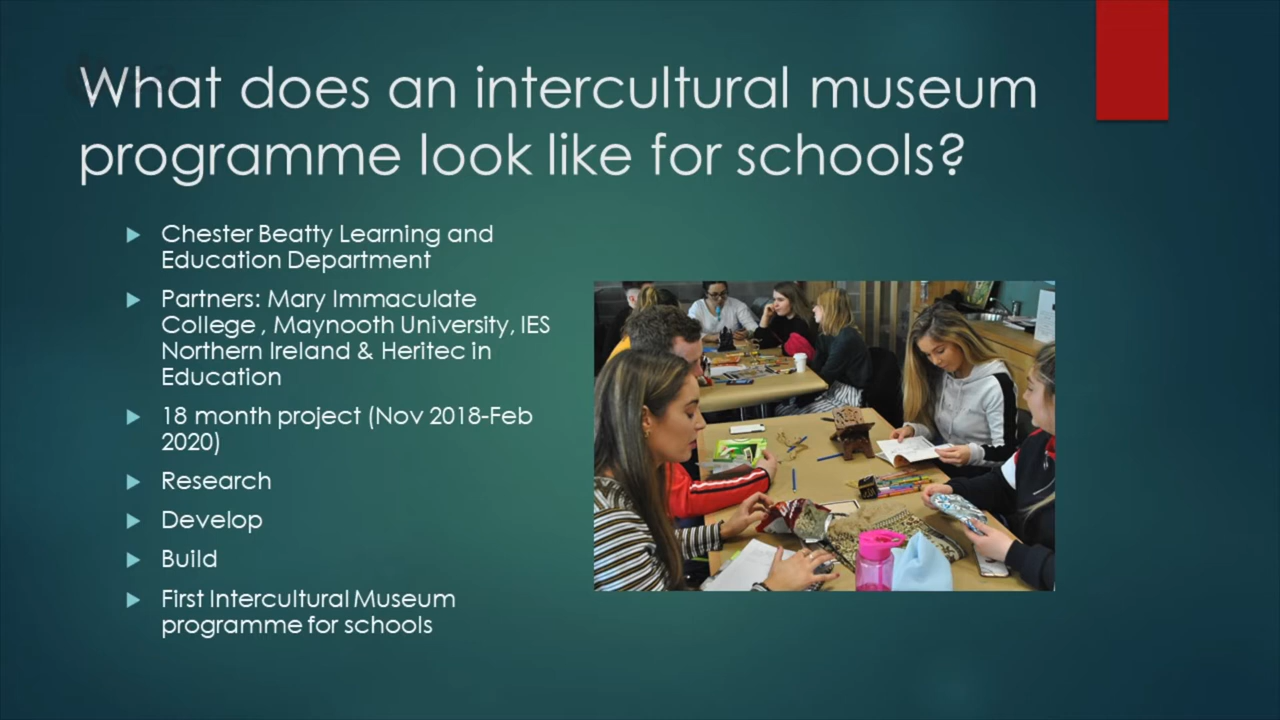 What does an intercultural museum
programme look like for schools?
Chester Beatty Learning and
Education Department
Partners: Mary Immaculate
College , Maynooth University, IES
Northern Ireland & Heritec in
Education
18 month project (Nov 2018-Feb
2020)
Research
Develop
Build
First Intercultural Museum
programme for schools